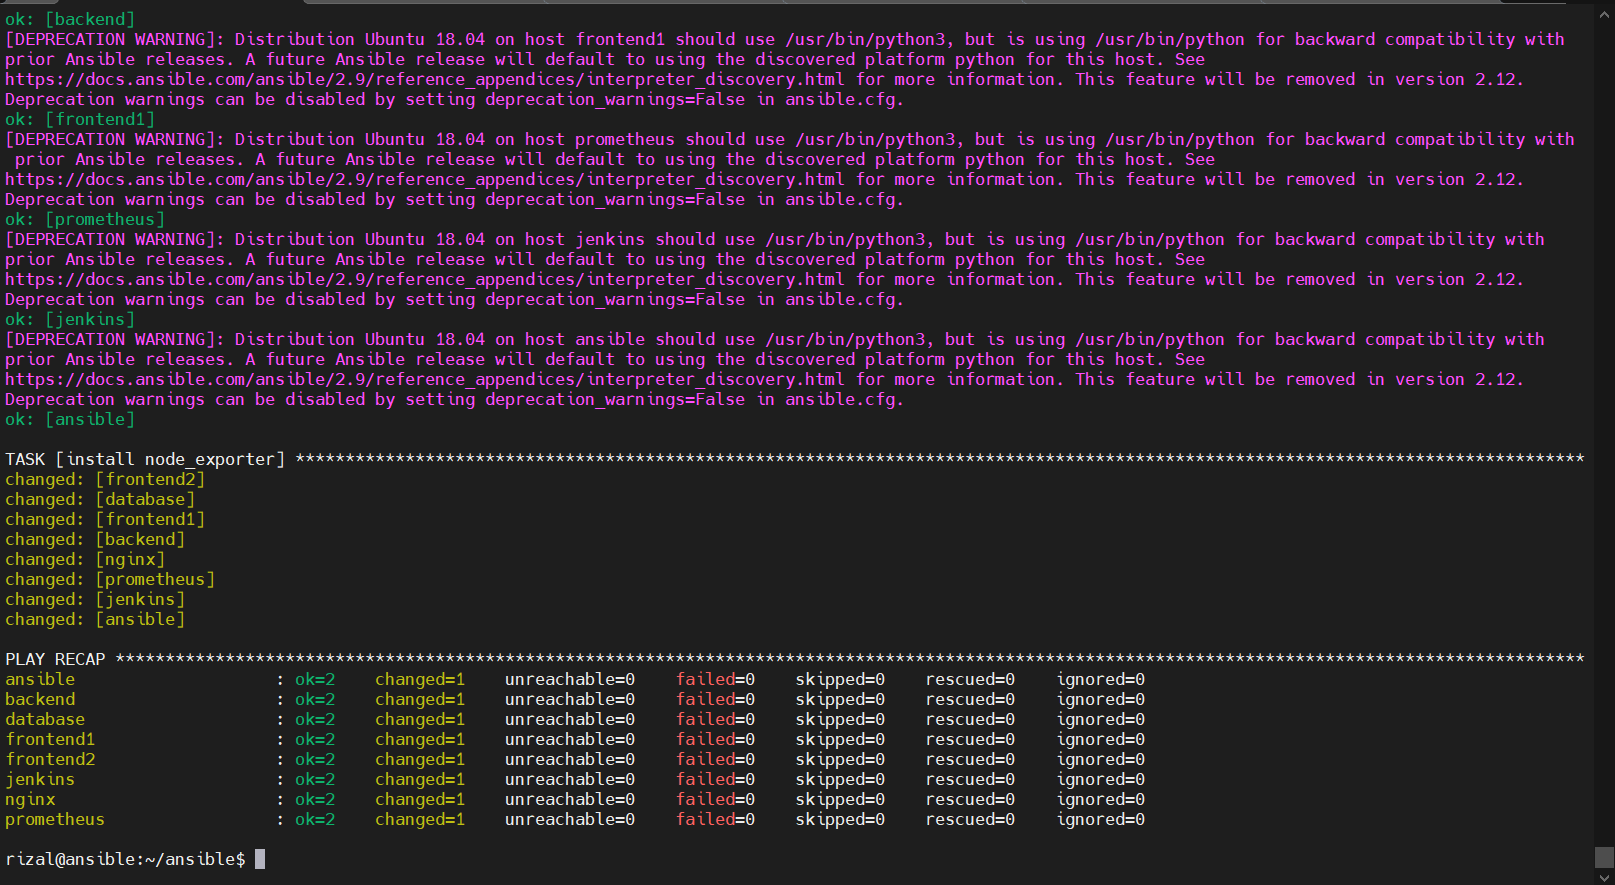 ok: [backend]
[DEPRECATION WARNING]: Distribution Ubuntu 18.04 on host frontend1 should use /usr/bin/python3, but is using /usr/bin/python for backward compatibility with
prior Ansible releases. A future Ansible release will default to using the discovered platform python for this host. See
https://docs.ansible.com/ansible/2.9/reference_appendices/interpreter_discovery.html for more information. This feature will be removed in version 2.12.
Deprecation warnings can be disabled by setting deprecation_warnings=False in ansible.cfg.
ok: [frontend1]
[DEPRECATION WARNING]: Distribution Ubuntu 18.04 on host prometheus should use /usr/bin/python3, but is using /usr/bin/python for backward compatibility with
 prior Ansible releases. A future Ansible release will default to using the discovered platform python for this host. See
https://docs.ansible.com/ansible/2.9/reference_appendices/interpreter_discovery.html for more information. This feature will be removed in version 2.12.
Deprecation warnings can be disabled by setting deprecation_warnings=False in ansible.cfg.
ok: [prometheus]
[DEPRECATION WARNING]: Distribution Ubuntu 18.04 on host jenkins should use /usr/bin/python3, but is using /usr/bin/python for backward compatibility with
prior Ansible releases. A future Ansible release will default to using the discovered platform python for this host. See
https://docs.ansible.com/ansible/2.9/reference_appendices/interpreter_discovery.html for more information. This feature will be removed in version 2.12.
Deprecation warnings can be disabled by setting deprecation_warnings=False in ansible.cfg.
ok: [jenkins]
[DEPRECATION WARNING]: Distribution Ubuntu 18.04 on host ansible should use /usr/bin/python3, but is using /usr/bin/python for backward compatibility with
prior Ansible releases. A future Ansible release will default to using the discovered platform python for this host. See
https://docs.ansible.com/ansible/2.9/reference_appendices/interpreter_discovery.html for more information. This feature will be removed in version 2.12.
Deprecation warnings can be disabled by setting deprecation_warnings=False in ansible.cfg.
ok: [ansible]

TASK [install node_exporter] *********************************************************************************************************************************
changed: [frontend2]
changed: [database]
changed: [frontend1]
changed: [backend]
changed: [nginx]
changed: [prometheus]
changed: [jenkins]
changed: [ansible]

PLAY RECAP ***************************************************************************************************************************************************
ansible                    : ok=2    changed=1    unreachable=0    failed=0    skipped=0    rescued=0    ignored=0
backend                    : ok=2    changed=1    unreachable=0    failed=0    skipped=0    rescued=0    ignored=0
database                   : ok=2    changed=1    unreachable=0    failed=0    skipped=0    rescued=0    ignored=0
frontend1                  : ok=2    changed=1    unreachable=0    failed=0    skipped=0    rescued=0    ignored=0
frontend2                  : ok=2    changed=1    unreachable=0    failed=0    skipped=0    rescued=0    ignored=0
jenkins                    : ok=2    changed=1    unreachable=0    failed=0    skipped=0    rescued=0    ignored=0
nginx                      : ok=2    changed=1    unreachable=0    failed=0    skipped=0    rescued=0    ignored=0
prometheus                 : ok=2    changed=1    unreachable=0    failed=0    skipped=0    rescued=0    ignored=0

rizal@ansible:~/ansible$